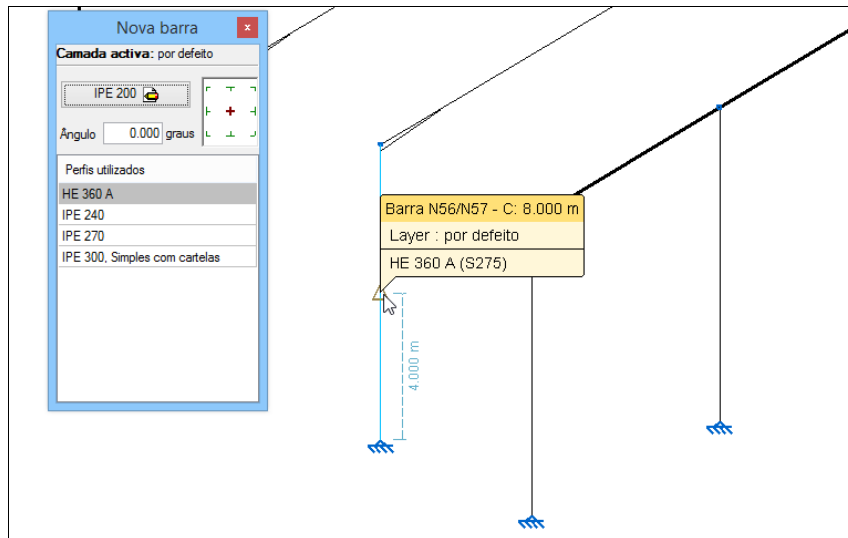 Nova barra
x
Camada activa: por defeito
IPE 200
Ângulo 0.000 graus
Perfis utilizados
HE 360 A
IPE 240
IPE 270
IPE 300, Simples com cartelas
Barra N56/N57 - C: 8.000 m
Layer : por defeito
HE 360 A (S275)
4.000 m